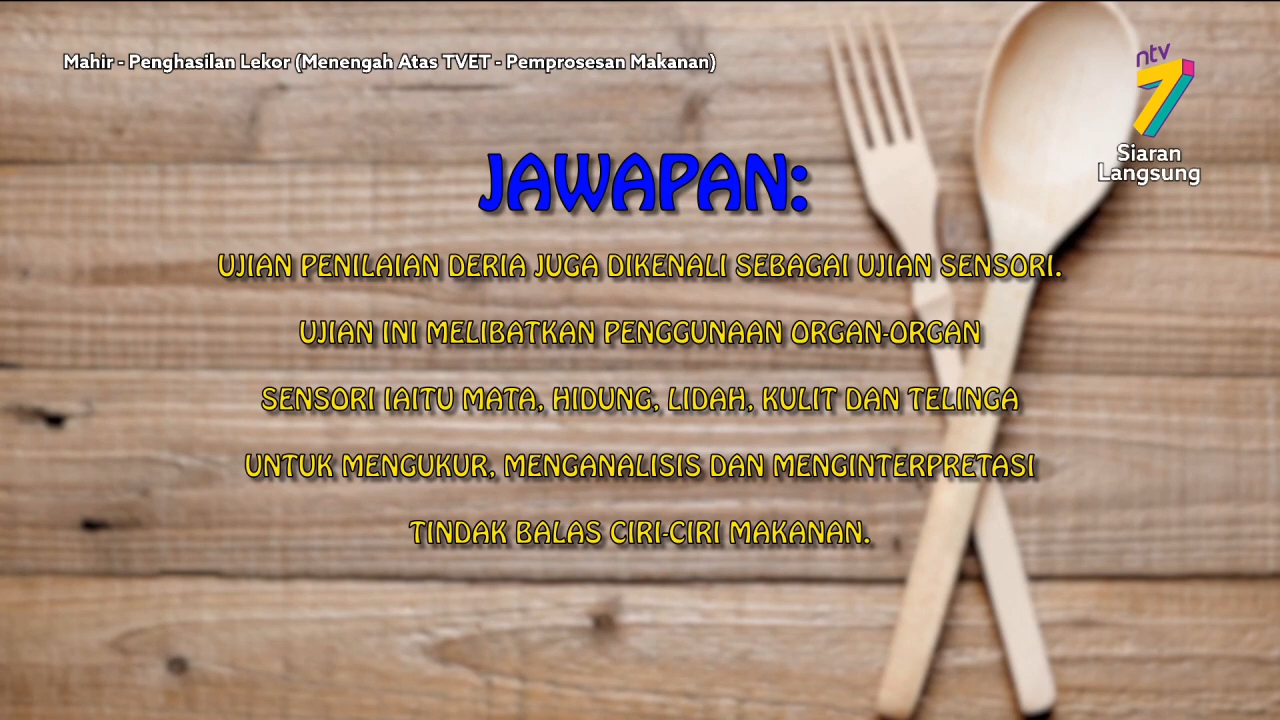 Mahir - Penghasilan Lekor (Menengah Atas TVET - Pemprosesan Makanan)
ntv
7
Siaran
Langsung
JAWAPAN:
UJIAN PENILAIAN DERIA JUGA DIKENALI SEBAGAI UJIAN SENSORI.
UJIAN INI MELIBATKAN PENGGUNAAN ORGAN-ORGAN
SENSORI IAITU MATA, HIDUNG, LIDAH, KULIT DAN TELINGA
UNTUK MENGUKUR, MENGANALISIS DAN MENGINTERPRETASI
TINDAK BALAS CIRI-CIRI MAKANAN.